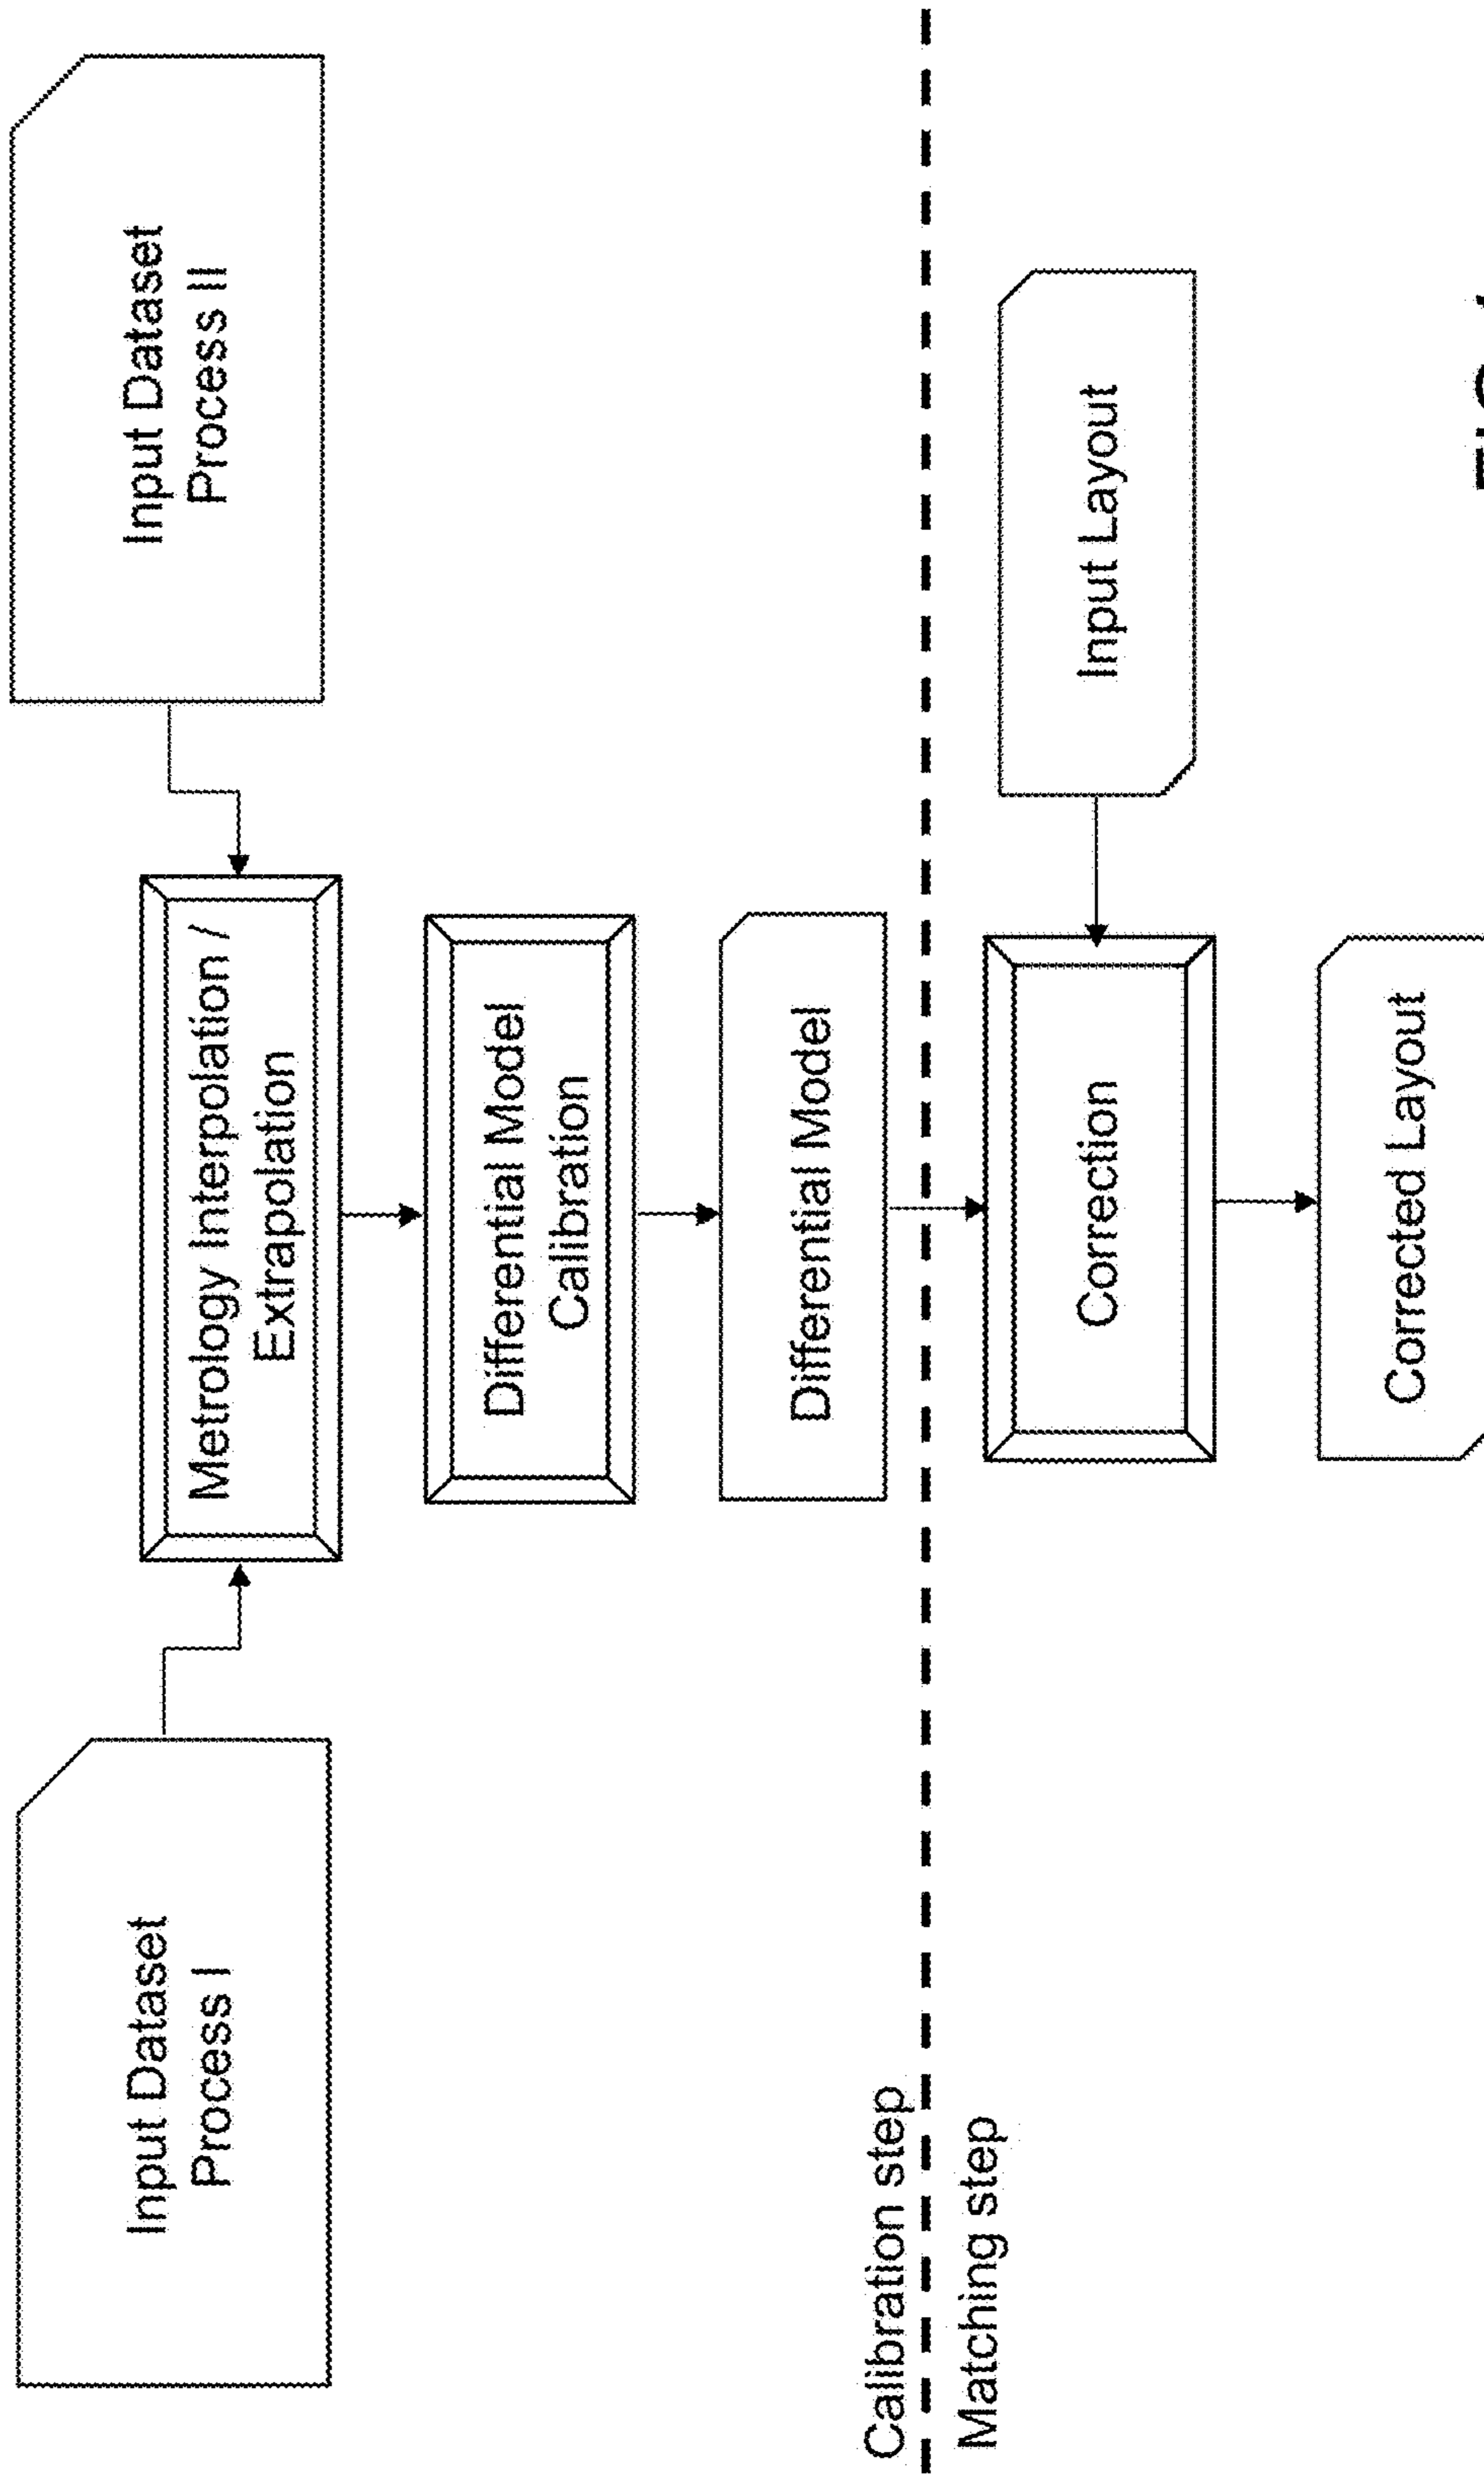 Input Dataset
Process I
Input Dataset
Process II
Metrology Interpolation /
Extrapolation
Differential Model
Calibration
Differential Model
Calibration step
Matching step
Input Layout
Correction
Corrected Layout